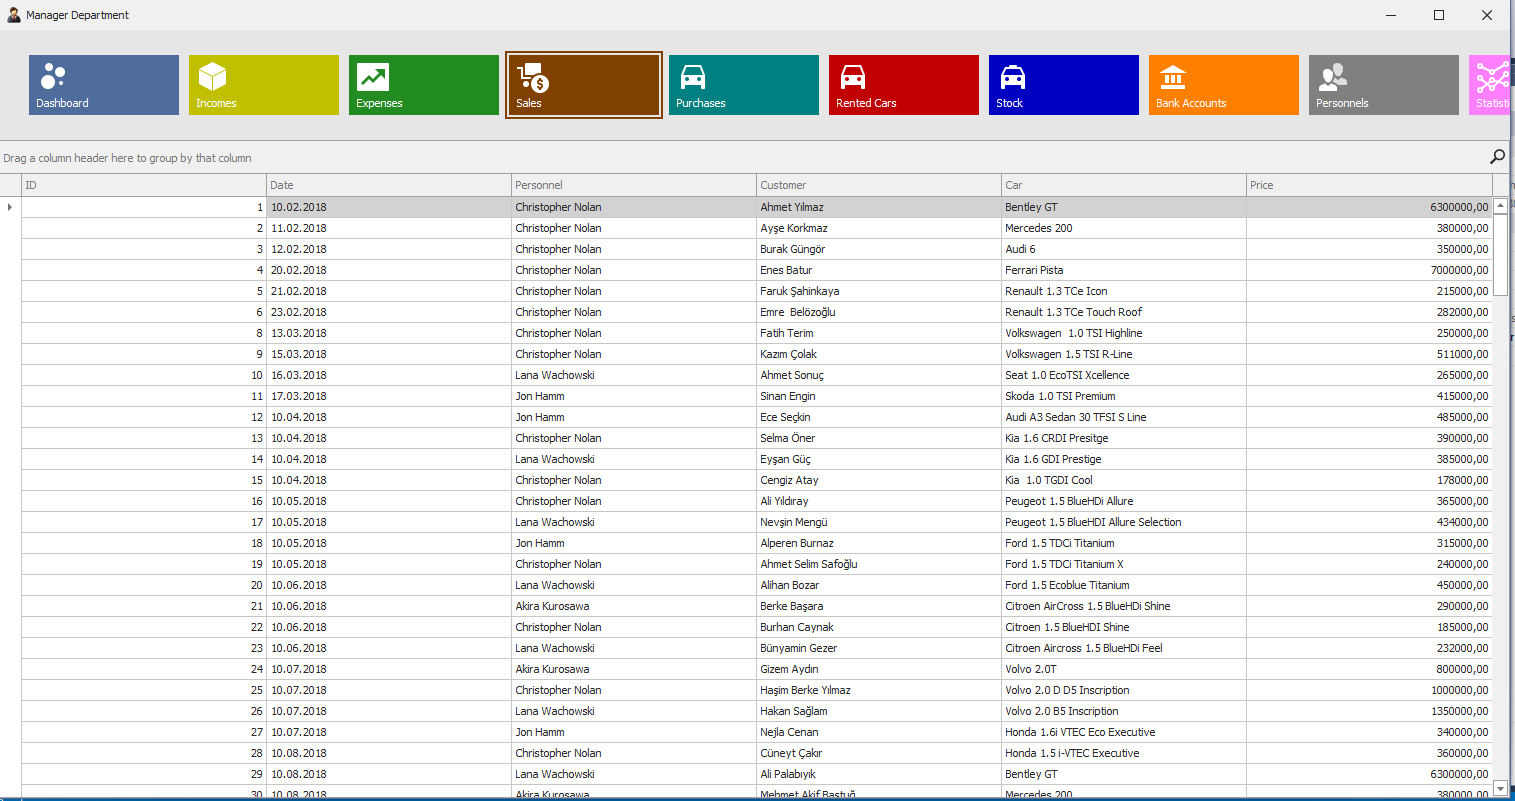 Manager Department
Dashboard Incomes Expenses Sales Purchases Rented Cars Stock Bank Accounts Personnels Statisti
Drag a column header here to group by that column
ID Date Personnel Customer Car Price
1 10.02.2018 Christopher Nolan Ahmet Yılmaz Bentley GT 6300000,00
2 11.02.2018 Christopher Nolan Ayşe Korkmaz Mercedes 200 380000,00
3 12.02.2018 Christopher Nolan Burak Güngör Audi 6 350000,00
4 20.02.2018 Christopher Nolan Enes Batur Ferrari Pista 7000000,00
5 21.02.2018 Christopher Nolan Faruk Şahinkaya Renault 1.3 TCe Icon 215000,00
6 23.02.2018 Christopher Nolan Emre  Belözoğlu Renault 1.3 TCe Touch Roof 282000,00
8 13.03.2018 Christopher Nolan Fatih Terim Volkswagen  1.0 TSI Highline 250000,00
9 15.03.2018 Christopher Nolan Kazım Çolak Volkswagen 1.5 TSI R-Line 511000,00
10 16.03.2018 Lana Wachowski Ahmet Sonuç Seat 1.0 EcoTSI Xcellence 265000,00
11 17.03.2018 Jon Hamm Sinan Engin Skoda 1.0 TSI Premium 415000,00
12 10.04.2018 Jon Hamm Ece Seçkin Audi A3 Sedan 30 TFSI S Line 485000,00
13 10.04.2018 Christopher Nolan Selma Öner Kia 1.6 CRDI Presitge 390000,00
14 10.04.2018 Lana Wachowski Eyşan Güç Kia 1.6 GDI Prestige 385000,00
15 10.04.2018 Christopher Nolan Cengiz Atay Kia  1.0 TGDI Cool 178000,00
16 10.05.2018 Christopher Nolan Ali Yıldıray Peugeot 1.5 BlueHDi Allure 365000,00
17 10.05.2018 Lana Wachowski Nevşin Mengü Peugeot 1.5 BlueHDI Allure Selection 434000,00
18 10.05.2018 Jon Hamm Alperen Burnaz Ford 1.5 TDCi Titanium 315000,00
19 10.05.2018 Christopher Nolan Ahmet Selim Safoğlu Ford 1.5 TDCi Titanium X 240000,00
20 10.06.2018 Lana Wachowski Alihan Bozar Ford 1.5 Ecoblue Titanium 450000,00
21 10.06.2018 Akira Kurosawa Berke Başara Citroen AirCross 1.5 BlueHDi Shine 290000,00
22 10.06.2018 Christopher Nolan Burhan Caynak Citroen 1.5 BlueHDI Shine 185000,00
23 10.06.2018 Lana Wachowski Bünyamin Gezer Citroen Aircross 1.5 BlueHDi Feel 232000,00
24 10.07.2018 Akira Kurosawa Gizem Aydın Volvo 2.0T 800000,00
25 10.07.2018 Christopher Nolan Haşim Berke Yılmaz Volvo 2.0 D D5 Inscription 1000000,00
26 10.07.2018 Lana Wachowski Hakan Sağlam Volvo 2.0 B5 Inscription 1350000,00
27 10.07.2018 Jon Hamm Nejla Cenan Honda 1.6i VTEC Eco Executive 340000,00
28 10.08.2018 Christopher Nolan Cüneyt Çakır Honda 1.5 i-VTEC Executive 360000,00
29 10.08.2018 Lana Wachowski Ali Palabıyık Bentley GT 6300000,00
30 10.08.2018 Akira Kurosawa Mehmet Akif Baştuğ Mercedes 200 380000,00